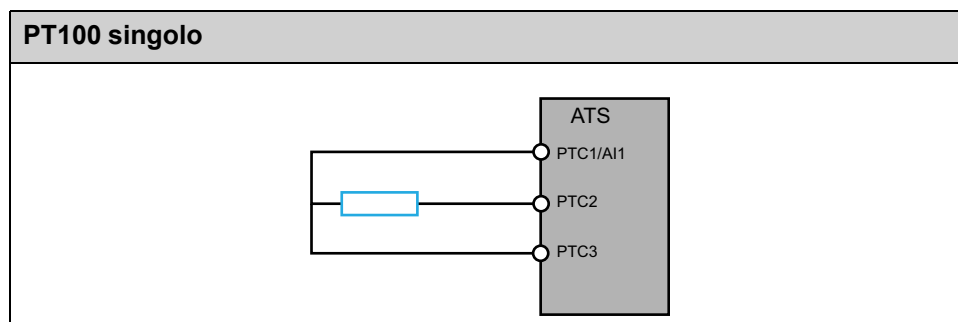 PT100 singolo
ATS
PTC1/AI1
PTC2
PTC3